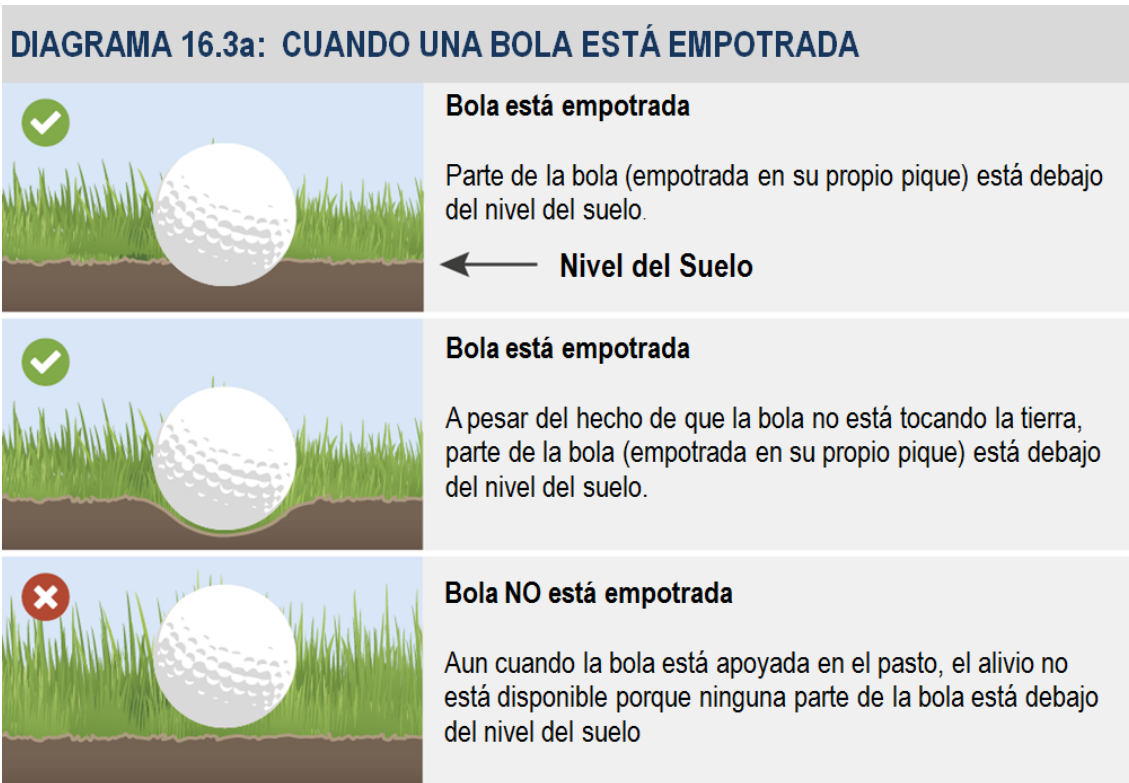 DIAGRAMA 16.3a: CUANDO UNA BOLA ESTÁ EMPOTRADA
Bola está empotrada
Parte de la bola (empotrada en su propio pique) está debajo
del nivel del suelo.
Nivel del Suelo
Bola está empotrada
A pesar del hecho de que la bola no está tocando la tierra,
parte de la bola (empotrada en su propio pique) está debajo
del nivel del suelo.
Bola NO está empotrada
Aun cuando la bola está apoyada en el pasto, el alivio no
está disponible porque ninguna parte de la bola está debajo
del nivel del suelo